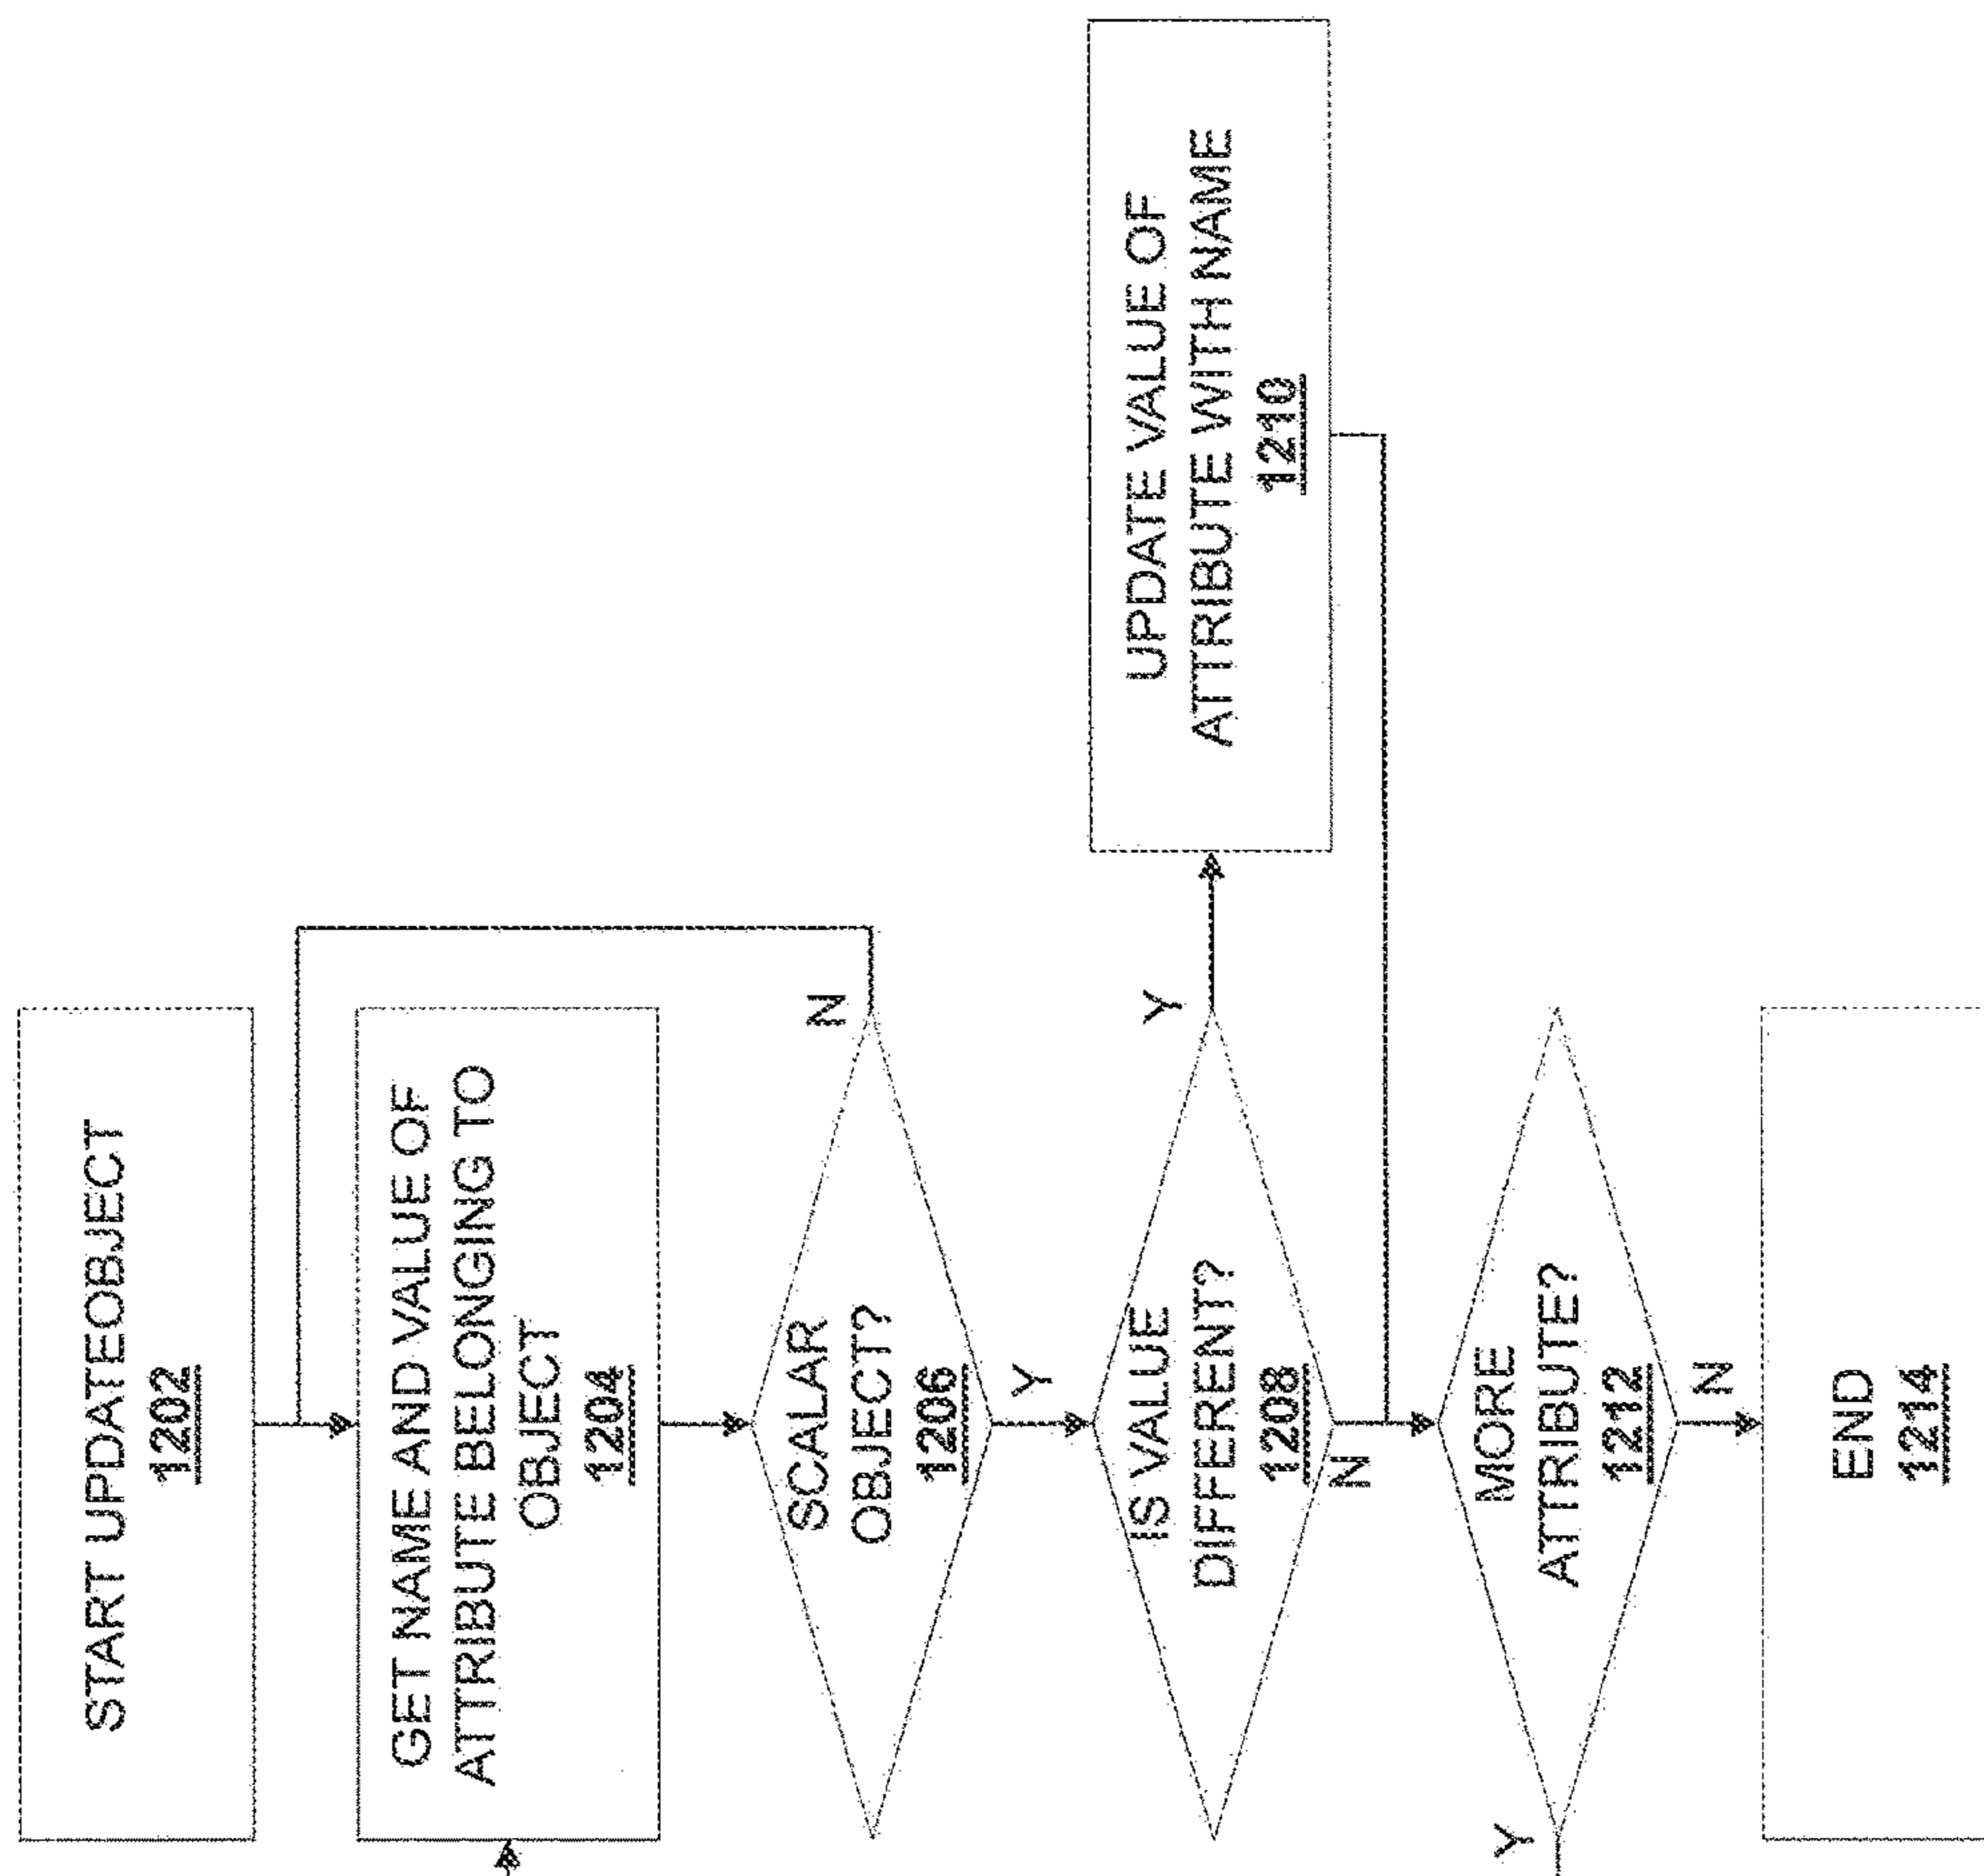 START UPDATEOBJECT
1202
GET NAME AND VALUE OF
ATTRIBUTE BELONGING TO
OBJECT
1204
SCALAR
OBJECT?
1206
N
Y
IS VALUE
DIFFERENT?
1208
Y
N
UPDATE VALUE OF
ATTRIBUTE WITH NAME
1210
MORE
ATTRIBUTE?
1212
Y
N
END
1214